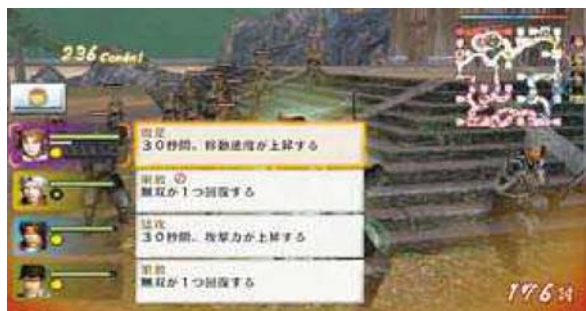 236 Combo!
30秒間、移動速度が上昇する
無双が1つ回復する
猛攻
30秒間、攻撃力が上昇する
無双が1つ回復する
176